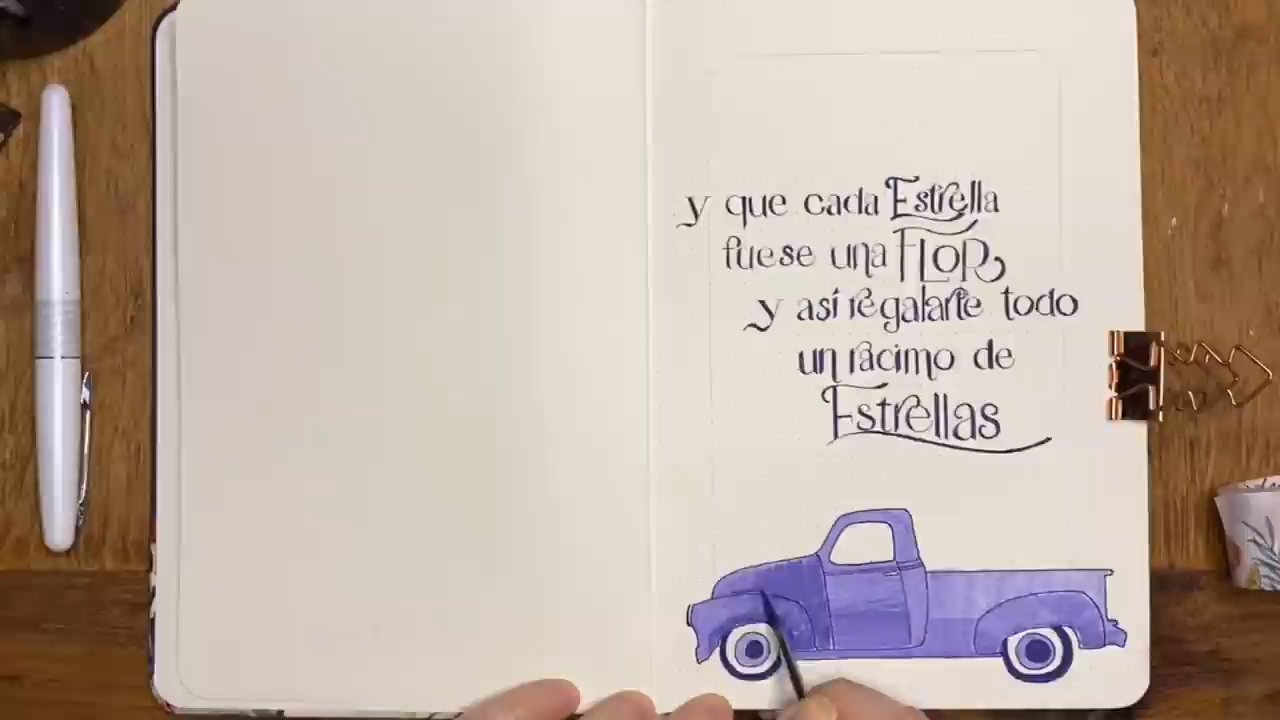 y que cada Estrella
fuese una FLOR
y así regalarte todo
un racimo de
Estrellas